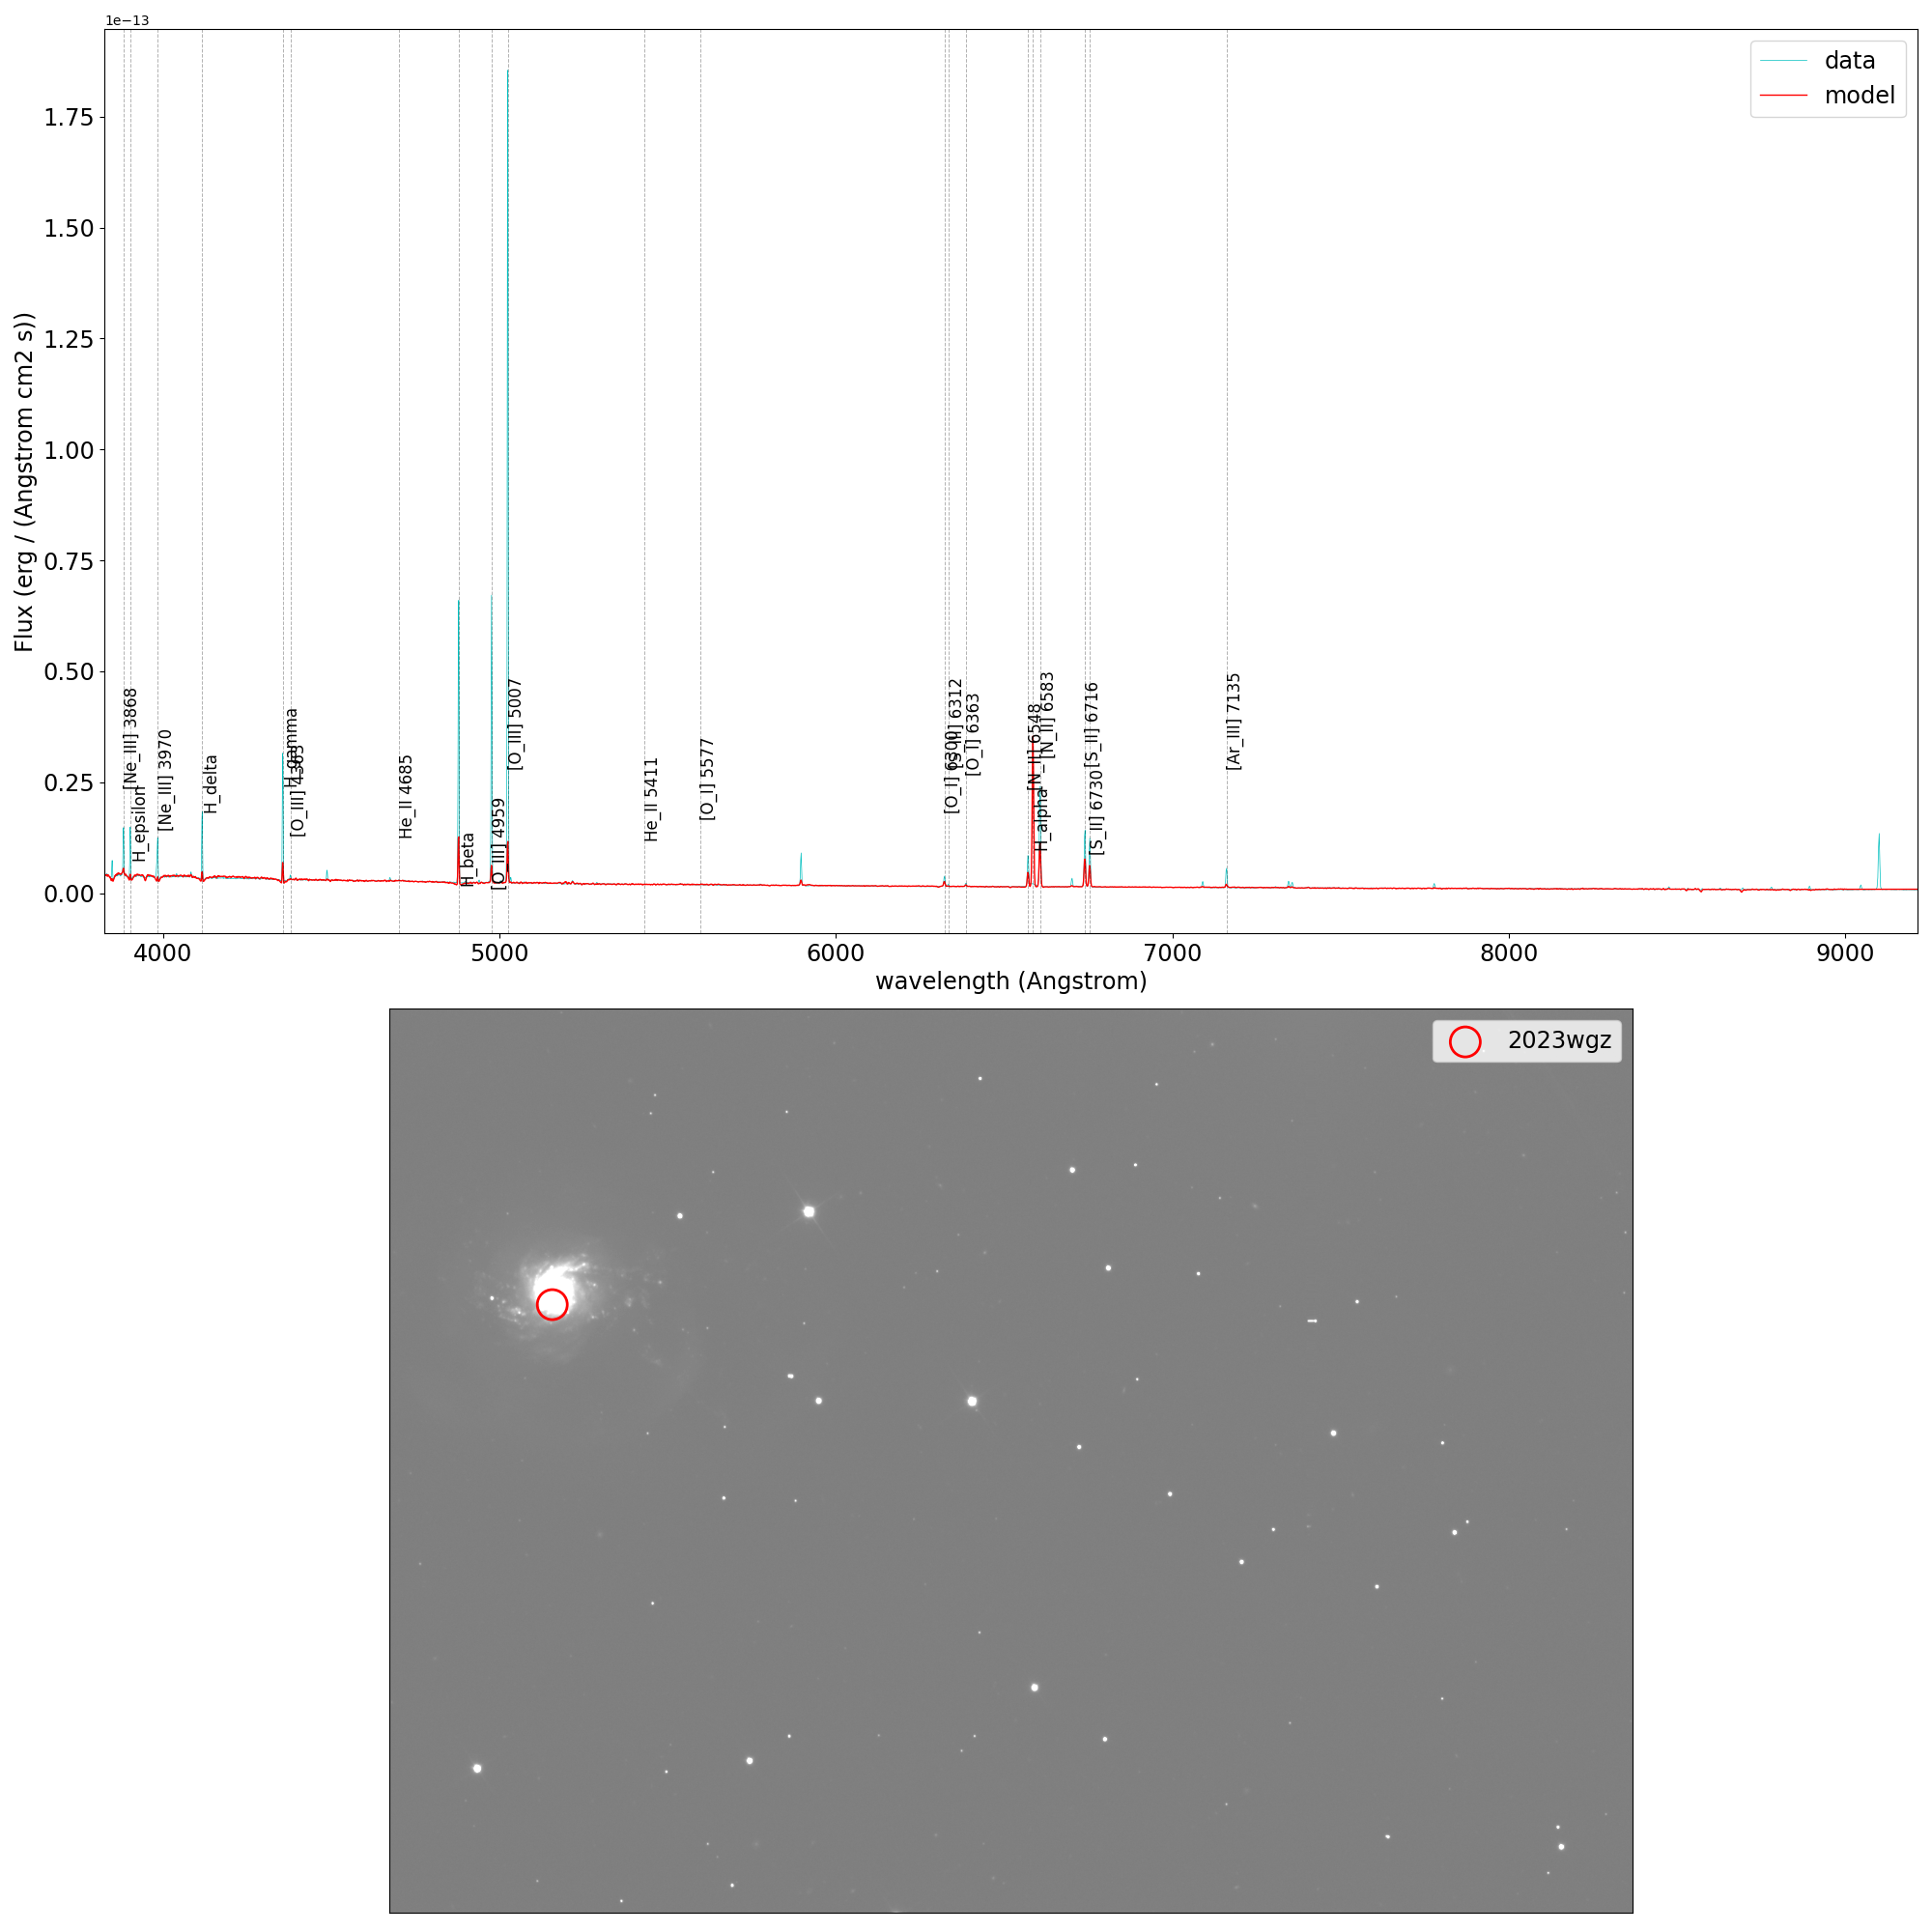 1e−13
data
model
1.75
1.50
1.25
1.00
0.75
0.50
0.25
0.00
Flux (erg / (Angstrom cm2 s))
[Ne_III] 3868
H_epsilon
[Ne_III] 3970
H_delta
H_gamma
[O_III] 4363
He_II 4685
H_beta
[O_III] 4959
[O_III] 5007
He_II 5411
[O_I] 5577
[O_I] 6300
[S_III] 6312
[O_I] 6363
[N_II] 6548
H_alpha
[N_II] 6583
[S_II] 6716
[S_II] 6730
[Ar_III] 7135
4000 5000 6000 7000 8000 9000
wavelength (Angstrom)
2023wgz